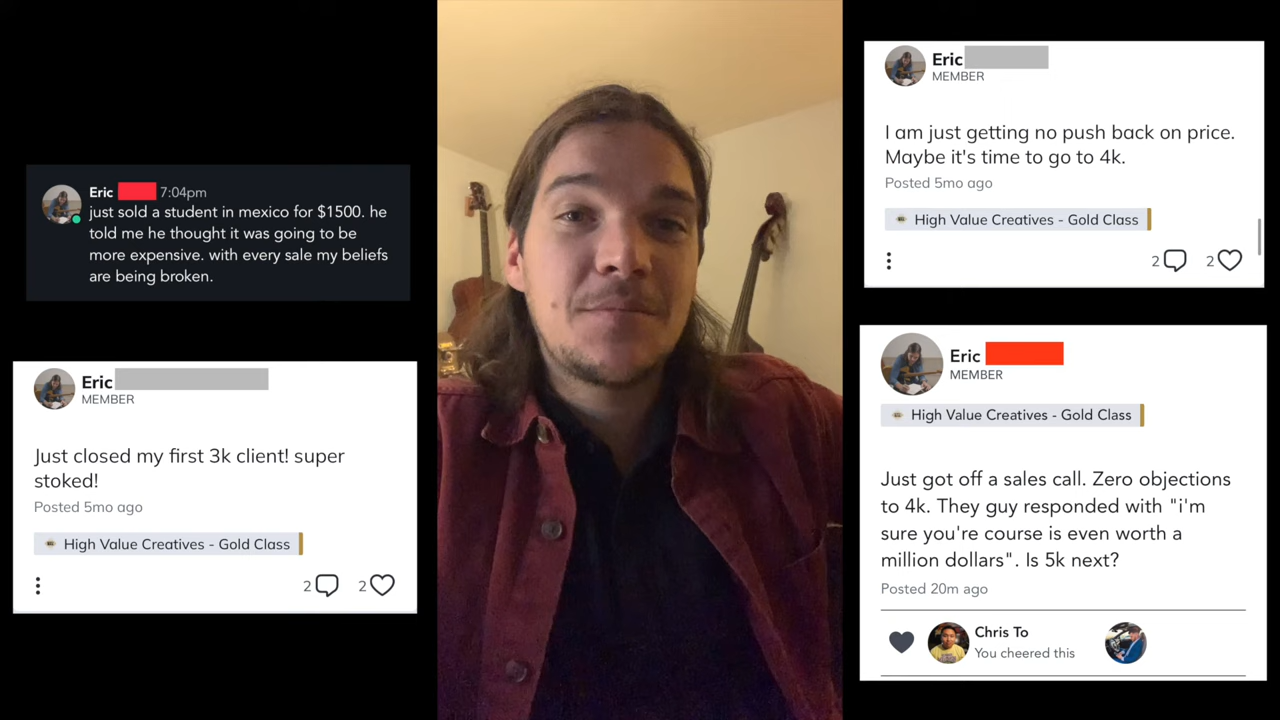 Eric 7:04pm
just sold a student in mexico for $1500. he
told me he thought it was going to be
more expensive. with every sale my beliefs
are being broken.
Eric
MEMBER
Just closed my first 3k client! super
stoked!
Posted 5mo ago
High Value Creatives - Gold Class
2 2
Eric
MEMBER
I am just getting no push back on price.
Maybe it's time to go to 4k.
Posted 5mo ago
High Value Creatives - Gold Class
2 2
Eric
MEMBER
High Value Creatives - Gold Class
Just got off a sales call. Zero objections
to 4k. They guy responded with "i'm
sure you're course is even worth a
million dollars". Is 5k next?
Posted 20m ago
Chris To
You cheered this